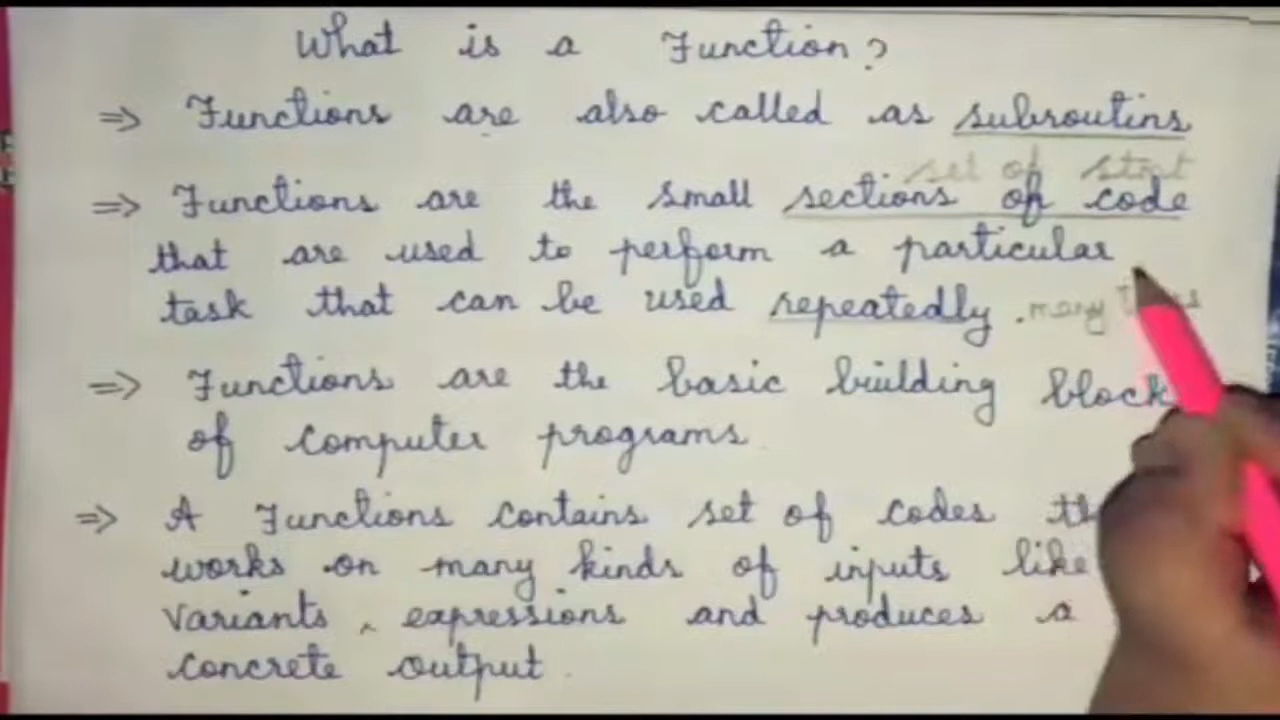 What is a Function?
⇒ Functions are also called as subroutins
set of stat
⇒ Functions are the small sections of code
that are used to perform a particular
task that can be used repeatedly. many
⇒ Functions are the basic building block
of computer programs
⇒ A Functions contains set of codes
works on many kinds of inputs like
variants, expressions and produces a
concrete output.